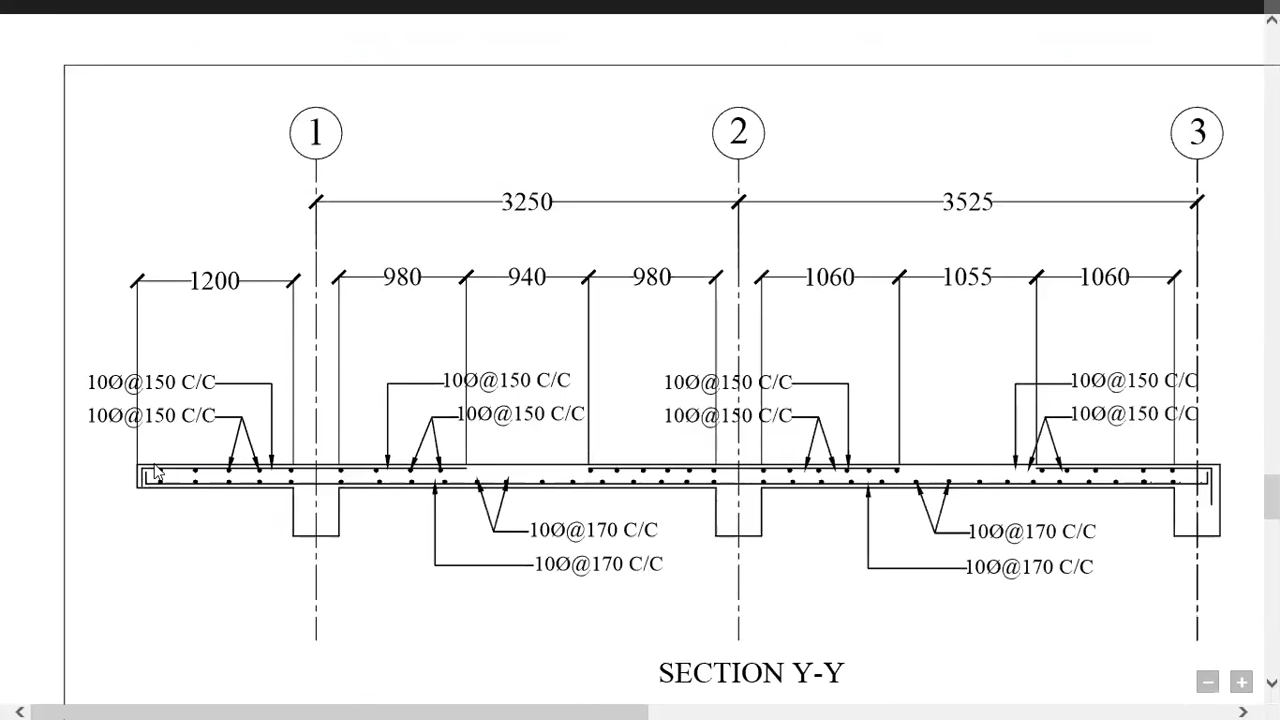 1 2 3
3250 3525
1200 980 940 980 1060 1055 1060
10Ø@150 C/C 10Ø@150 C/C 10Ø@150 C/C 10Ø@150 C/C
10Ø@150 C/C 10Ø@150 C/C 10Ø@150 C/C 10Ø@150 C/C
10Ø@170 C/C 10Ø@170 C/C
10Ø@170 C/C 10Ø@170 C/C
SECTION Y-Y